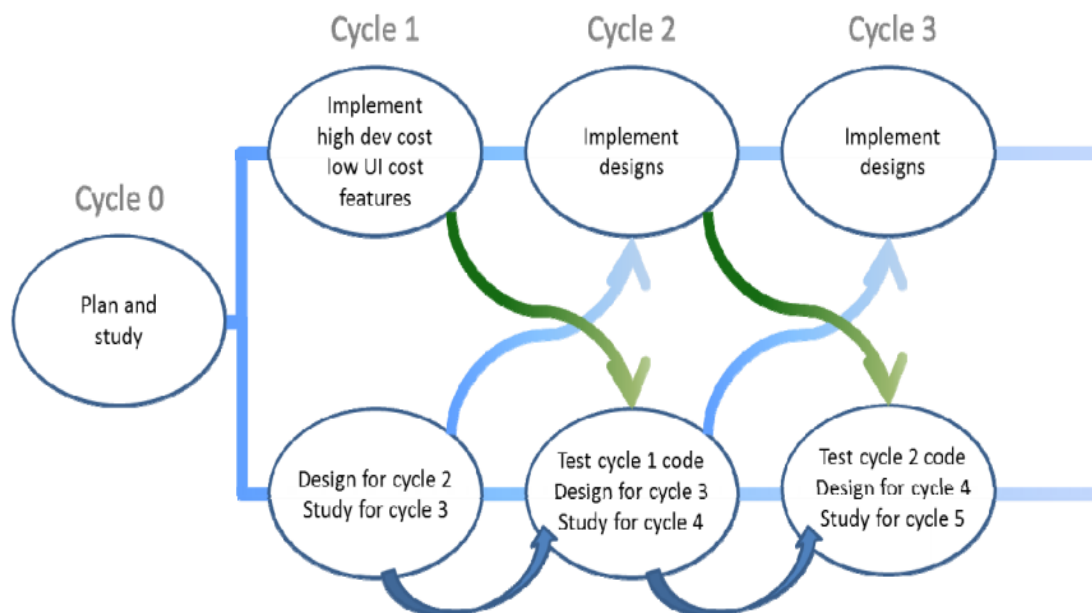 Cycle 1
Cycle 2
Cycle 3
Implement
high dev cost
low UI cost
features
Implement
designs
Implement
designs
Cycle 0
Plan and
study
Design for cycle 2
Study for cycle 3
Test cycle 1 code
Design for cycle 3
Study for cycle 4
Test cycle 2 code
Design for cycle 4
Study for cycle 5